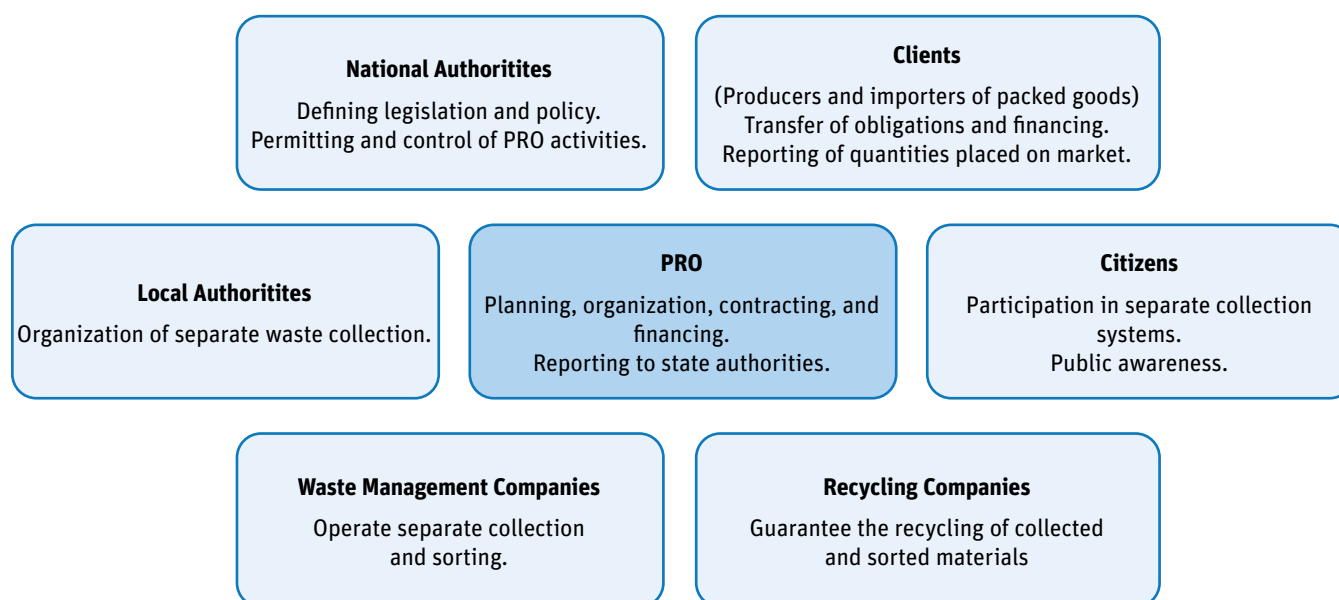 National Authoritites
Defining legislation and policy.
Permitting and control of PRO activities.
Clients
(Producers and importers of packed goods)
Transfer of obligations and financing.
Reporting of quantities placed on market.
Local Authoritites
Organization of separate waste collection.
PRO
Planning, organization, contracting, and
financing.
Reporting to state authorities.
Citizens
Participation in separate collection
systems.
Public awareness.
Waste Management Companies
Operate separate collection
and sorting.
Recycling Companies
Guarantee the recycling of collected
and sorted materials